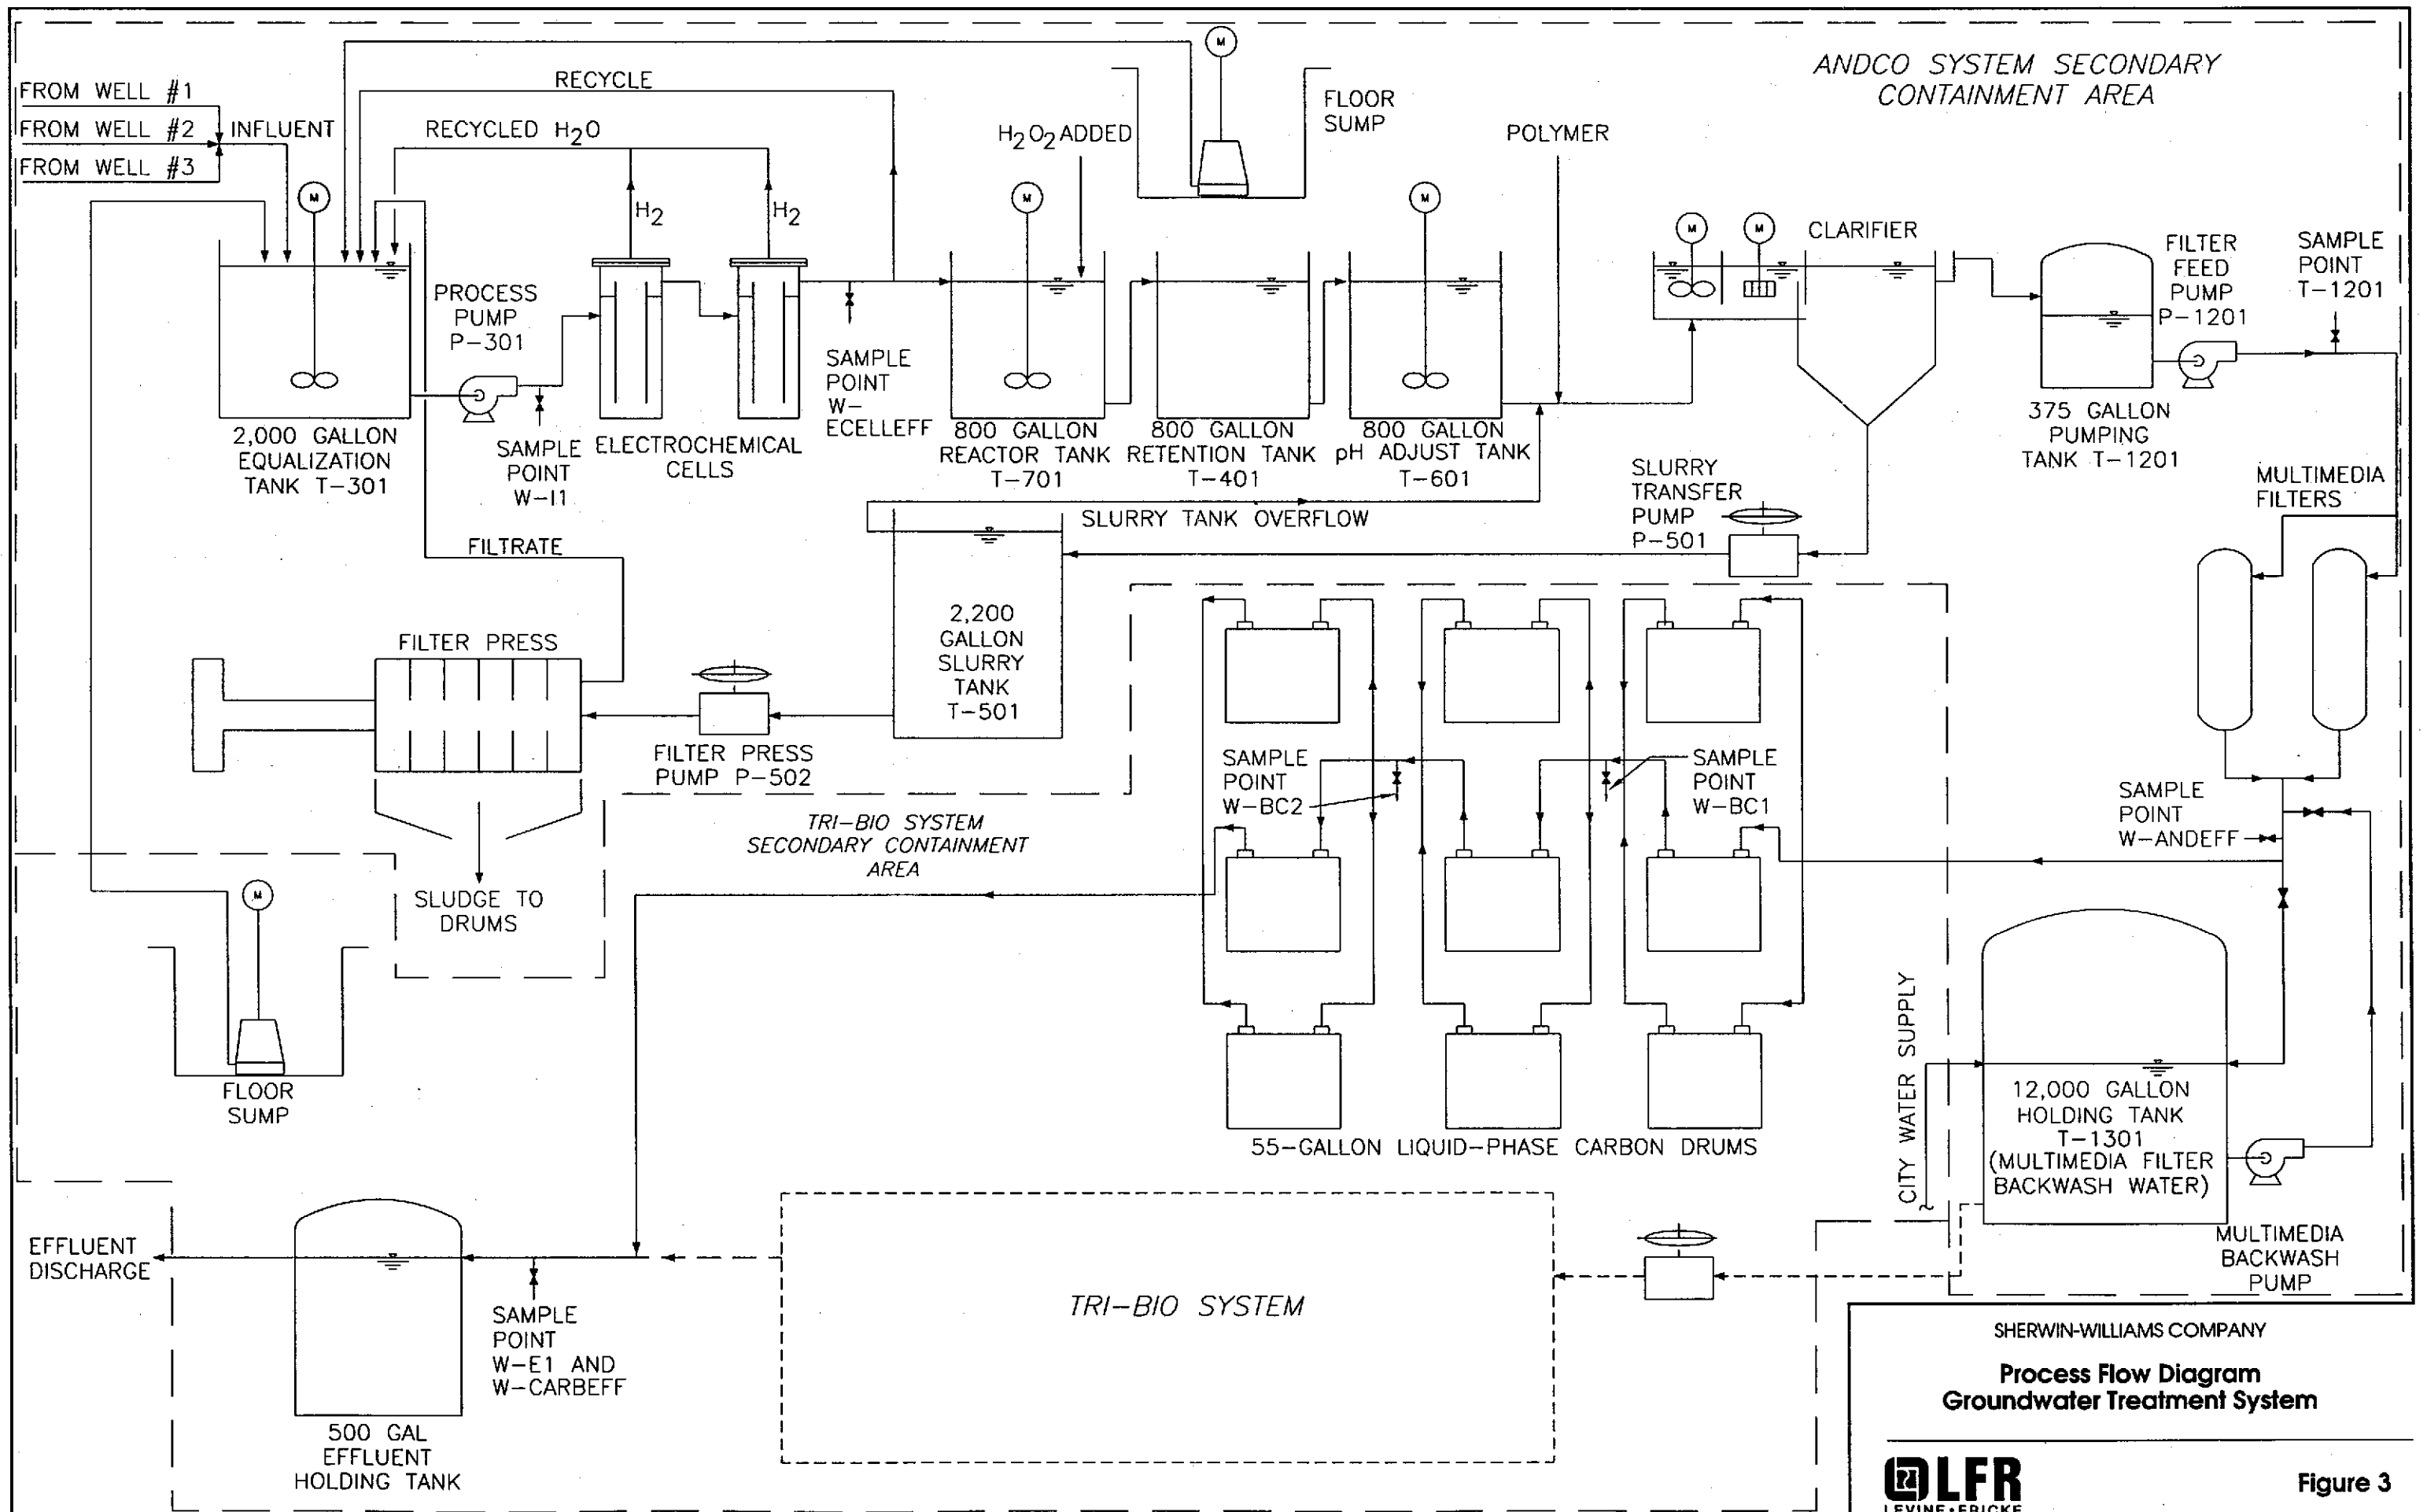 ANDCO SYSTEM SECONDARY
CONTAINMENT AREA
M
FROM WELL #1
FROM WELL #2
FROM WELL #3
INFLUENT
RECYCLE
RECYCLED H2O
H2O2 ADDED
FLOOR
SUMP
POLYMER
M
H2
H2
M
M
M
M
CLARIFIER
FILTER
FEED
PUMP
P-1201
SAMPLE
POINT
T-1201
PROCESS
PUMP
P-301
SAMPLE
POINT
W-
ECELLEFF
2,000 GALLON
EQUALIZATION
TANK T-301
SAMPLE
POINT
W-I1
ELECTROCHEMICAL
CELLS
800 GALLON
REACTOR TANK
T-701
800 GALLON
RETENTION TANK
T-401
800 GALLON
pH ADJUST TANK
T-601
375 GALLON
PUMPING
TANK T-1201
SLURRY
TRANSFER
PUMP
P-501
MULTIMEDIA
FILTERS
SLURRY TANK OVERFLOW
FILTRATE
2,200
GALLON
SLURRY
TANK
T-501
FILTER PRESS
FILTER PRESS
PUMP P-502
SAMPLE
POINT
W-BC2
SAMPLE
POINT
W-BC1
SAMPLE
POINT
W-ANDEFF
TRI-BIO SYSTEM
SECONDARY CONTAINMENT
AREA
SLUDGE TO
DRUMS
M
FLOOR
SUMP
55-GALLON LIQUID-PHASE CARBON DRUMS
CITY WATER SUPPLY
12,000 GALLON
HOLDING TANK
T-1301
(MULTIMEDIA FILTER
BACKWASH WATER)
MULTIMEDIA
BACKWASH
PUMP
EFFLUENT
DISCHARGE
SAMPLE
POINT
W-E1 AND
W-CARBEFF
500 GAL
EFFLUENT
HOLDING TANK
TRI-BIO SYSTEM
SHERWIN-WILLIAMS COMPANY
Process Flow Diagram
Groundwater Treatment System
LFR
LEVINE•FRICKE
Figure 3